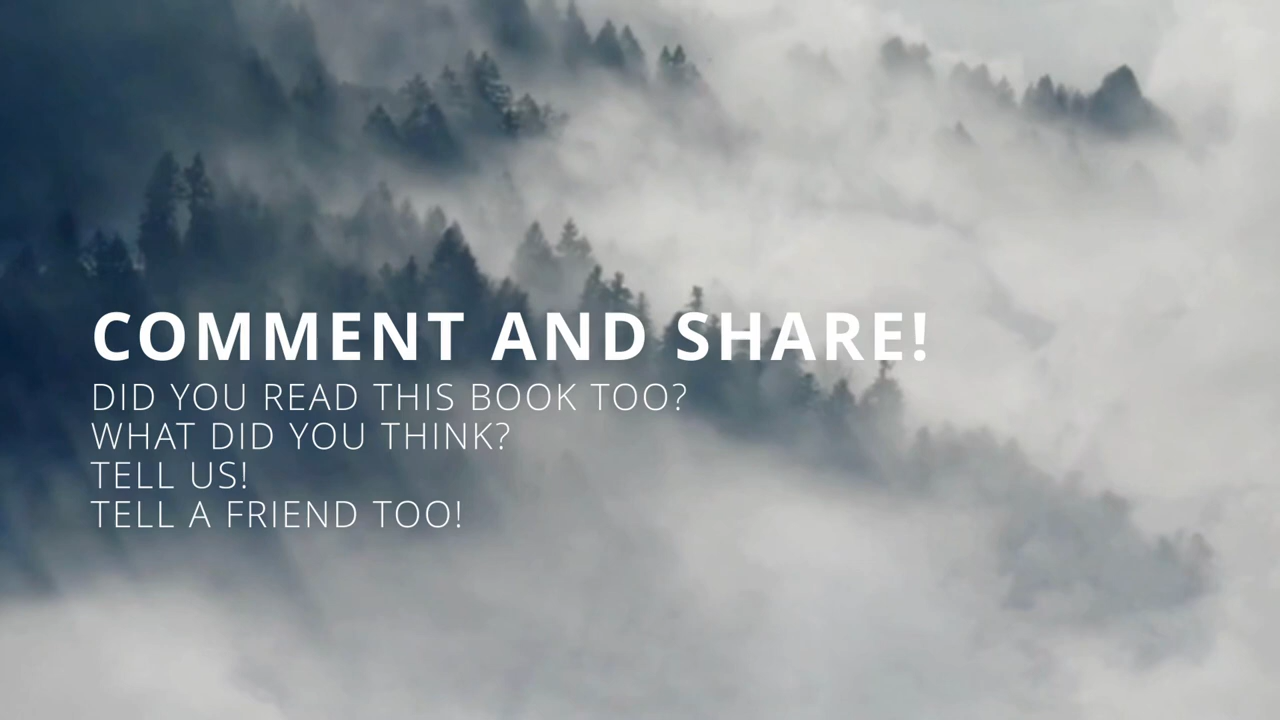 COMMENT AND SHARE!
DID YOU READ THIS BOOK TOO?
WHAT DID YOU THINK?
TELL US!
TELL A FRIEND TOO!